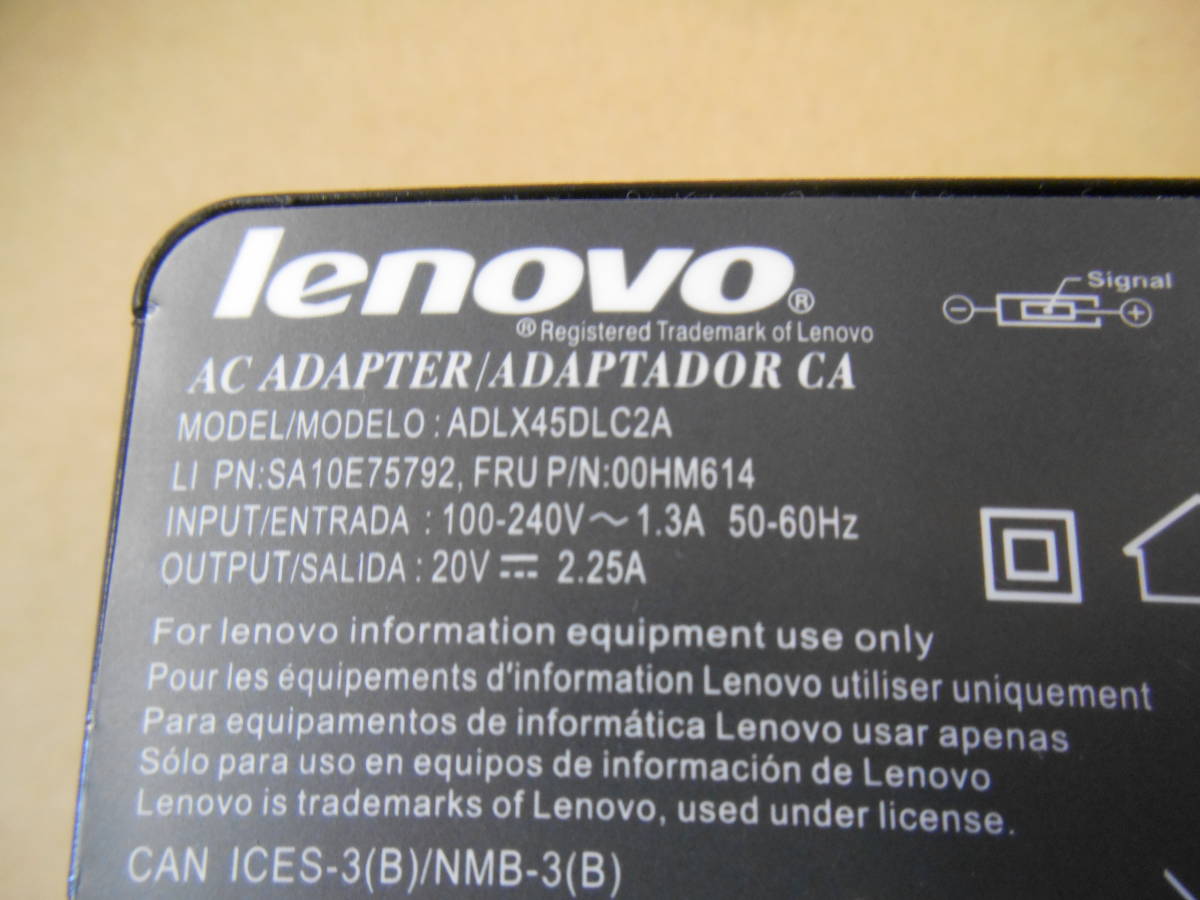 lenovo®
® Registered Trademark of Lenovo
Signal
AC ADAPTER/ADAPTADOR CA
MODEL/MODELO : ADLX45DLC2A
LI PN:SA10E75792, FRU P/N:00HM614
INPUT/ENTRADA : 100-240V～1.3A 50-60Hz
OUTPUT/SALIDA : 20V ⎓ 2.25A
For lenovo information equipment use only
Pour les équipements d'information Lenovo utiliser uniquement
Para equipamentos de informática Lenovo usar apenas
Sólo para uso en equipos de información de Lenovo
Lenovo is trademarks of Lenovo, used under license.
CAN ICES-3(B)/NMB-3(B)